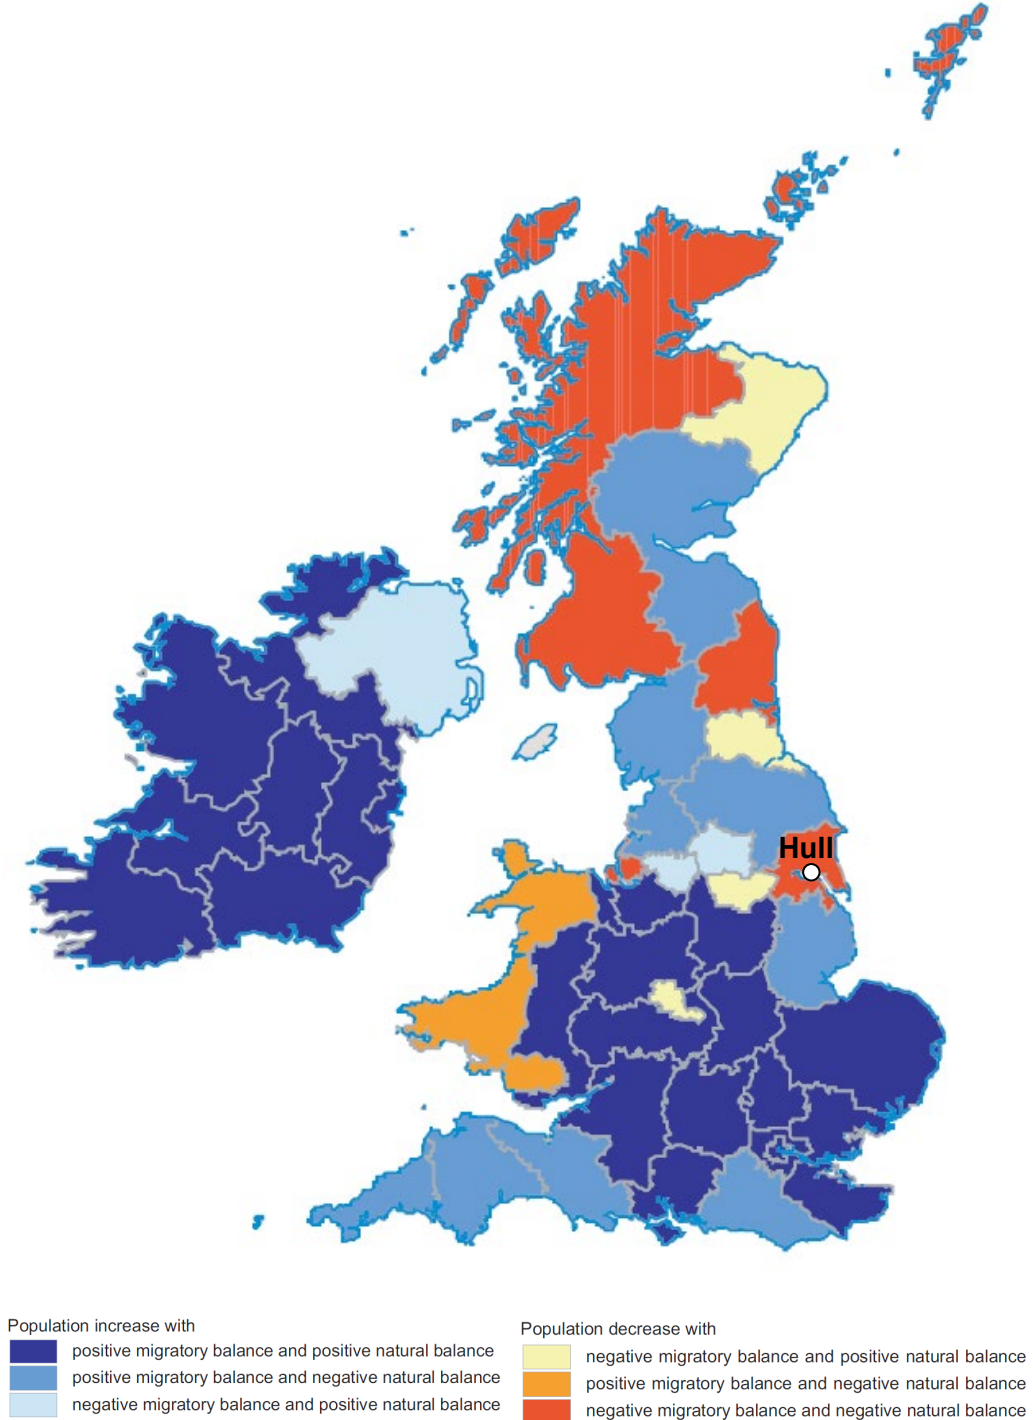 Hull
Population increase with
positive migratory balance and positive natural balance
positive migratory balance and negative natural balance
negative migratory balance and positive natural balance
Population decrease with
negative migratory balance and positive natural balance
positive migratory balance and negative natural balance
negative migratory balance and negative natural balance